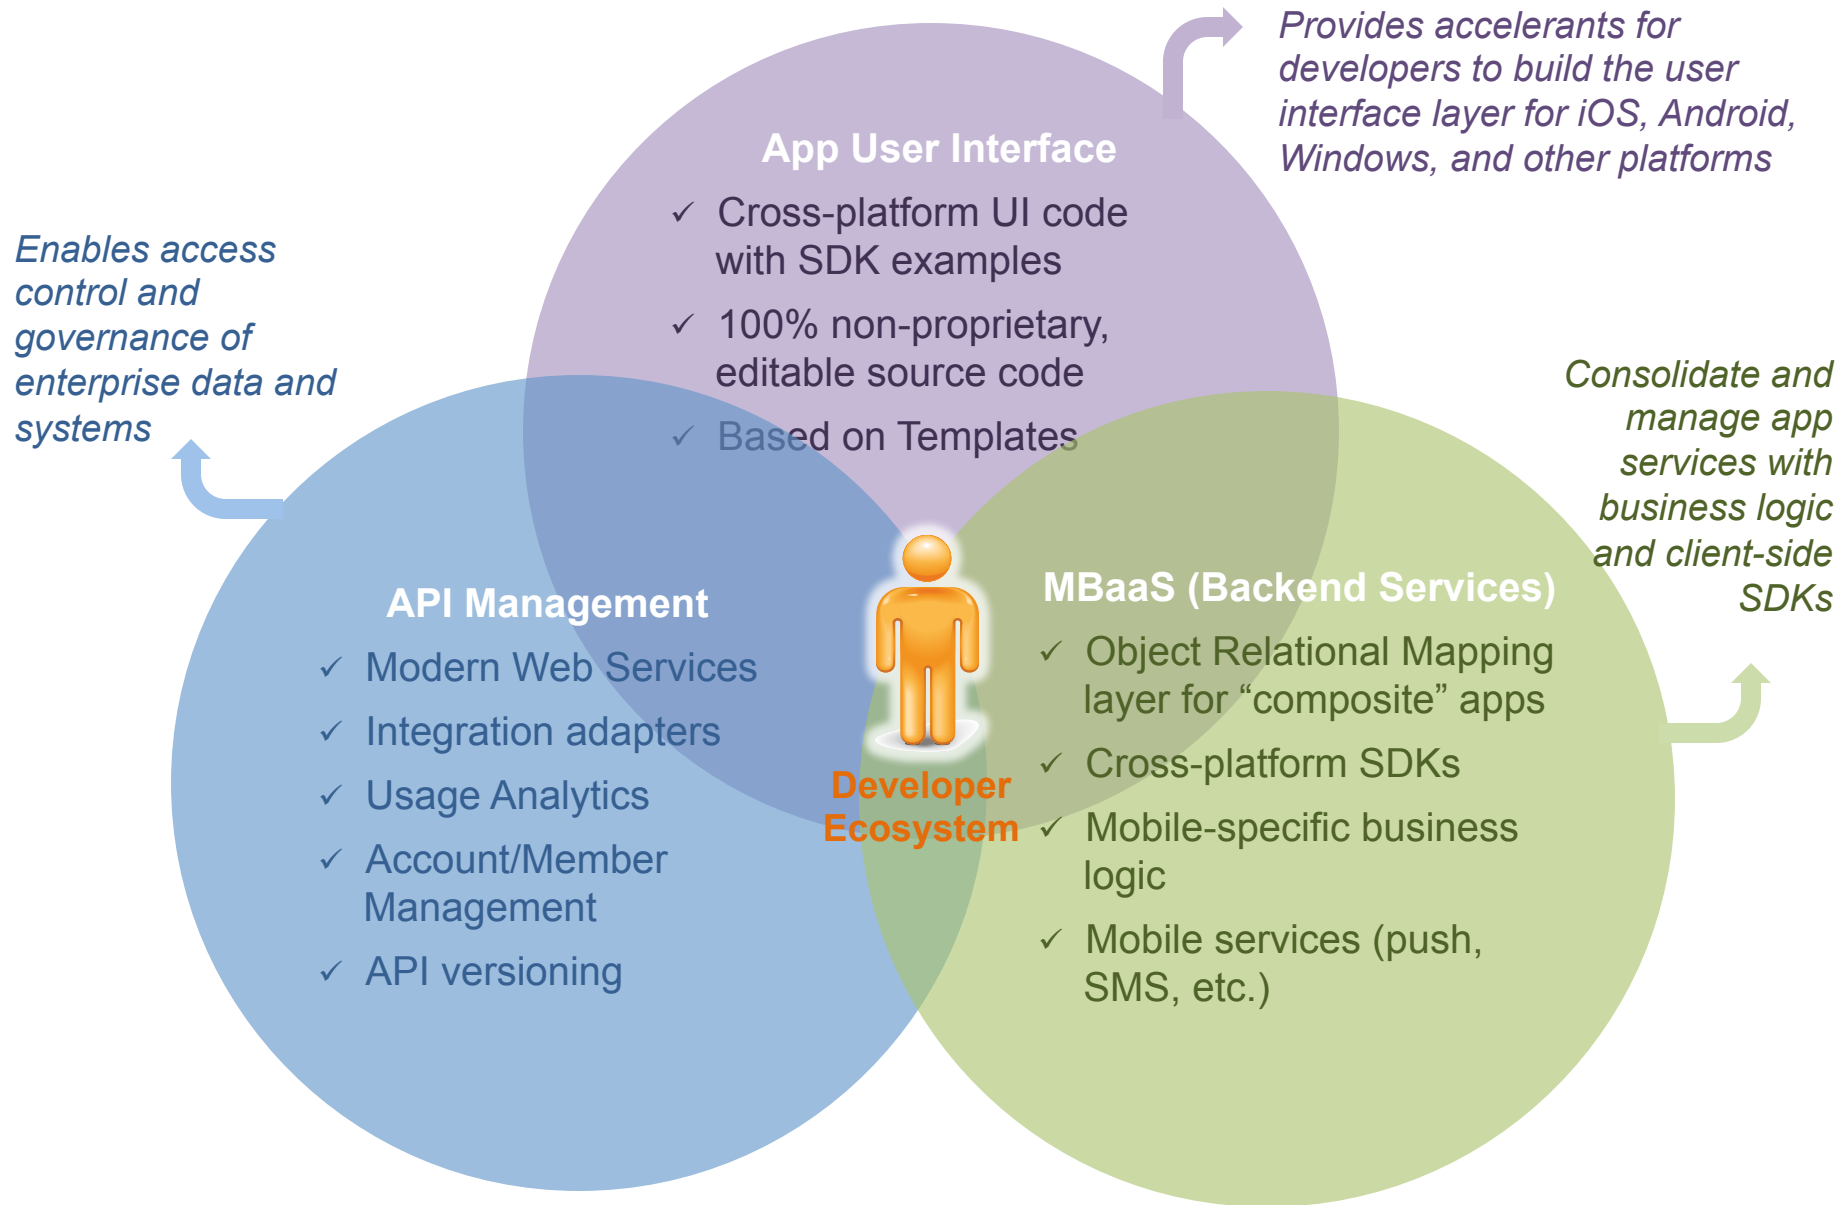 Provides accelerants for
developers to build the user
interface layer for iOS, Android,
Windows, and other platforms
App User Interface
✓ Cross-platform UI code
with SDK examples
✓ 100% non-proprietary,
editable source code
✓ Based on Templates
Enables access
control and
governance of
enterprise data and
systems
Consolidate and
manage app
services with
business logic
and client-side
SDKs
API Management
✓ Modern Web Services
✓ Integration adapters
✓ Usage Analytics
✓ Account/Member
Management
✓ API versioning
Developer
Ecosystem
MBaaS (Backend Services)
✓ Object Relational Mapping
layer for “composite” apps
✓ Cross-platform SDKs
✓ Mobile-specific business
logic
✓ Mobile services (push,
SMS, etc.)